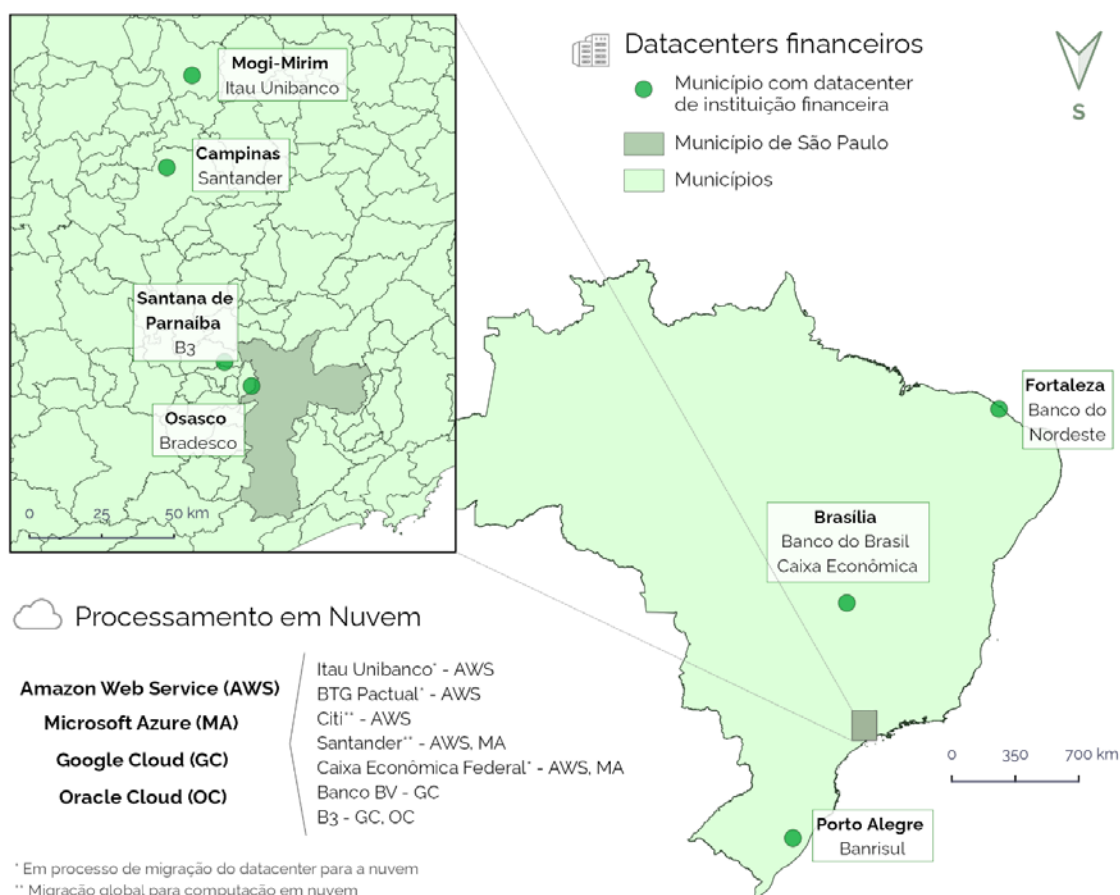 Mogi-Mirim
Itau Unibanco
Campinas
Santander
Santana de
Parnaíba
B3
Osasco
Bradesco
0 25 50 km
Datacenters financeiros
Município com datacenter
de instituição financeira
Município de São Paulo
Municípios
S
Fortaleza
Banco do
Nordeste
Brasília
Banco do Brasil
Caixa Econômica
0 350 700 km
Porto Alegre
Banrisul
Processamento em Nuvem
Amazon Web Service (AWS)
Microsoft Azure (MA)
Google Cloud (GC)
Oracle Cloud (OC)
Itau Unibanco* - AWS
BTG Pactual* - AWS
Citi** - AWS
Santander** - AWS, MA
Caixa Econômica Federal* - AWS, MA
Banco BV - GC
B3 - GC, OC
* Em processo de migração do datacenter para a nuvem
** Migração global para computação em nuvem